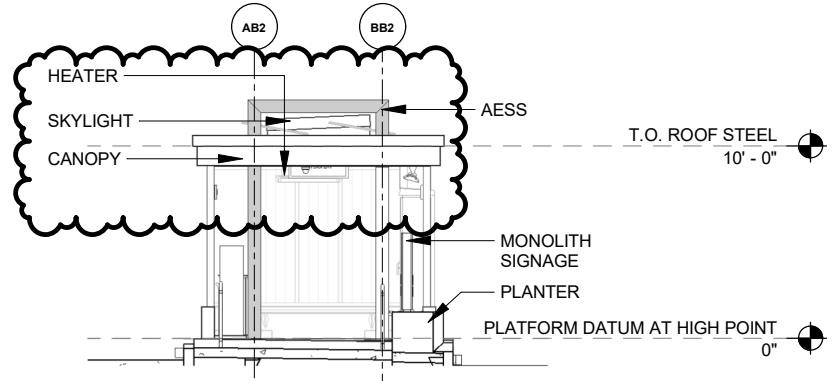 AB2
BB2
HEATER
AESS
SKYLIGHT
T.O. ROOF STEEL
10' - 0"
CANOPY
MONOLITH
SIGNAGE
PLANTER
PLATFORM DATUM AT HIGH POINT
0"